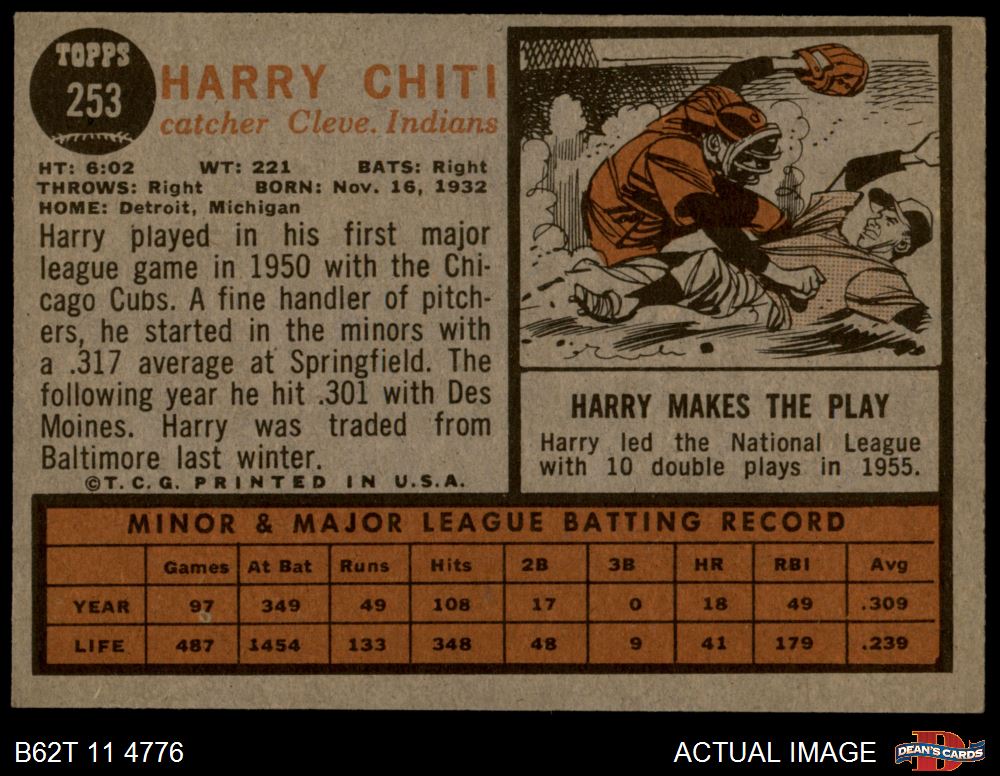 TOPPS
253
HARRY CHITI
catcher Cleve. Indians
HT: 6:02 WT: 221 BATS: Right
THROWS: Right BORN: Nov. 16, 1932
HOME: Detroit, Michigan
Harry played in his first major
league game in 1950 with the Chi-
cago Cubs. A fine handler of pitch-
ers, he started in the minors with
a .317 average at Springfield. The
following year he hit .301 with Des
Moines. Harry was traded from
Baltimore last winter.
©T.C.G. PRINTED IN U.S.A.
HARRY MAKES THE PLAY
Harry led the National League
with 10 double plays in 1955.
MINOR & MAJOR LEAGUE BATTING RECORD
Games At Bat Runs Hits 2B 3B HR RBI Avg
YEAR 97 349 49 108 17 0 18 49 .309
LIFE 487 1454 133 348 48 9 41 179 .239
B62T 11 4776
ACTUAL IMAGE
D
DEAN'S CARDS